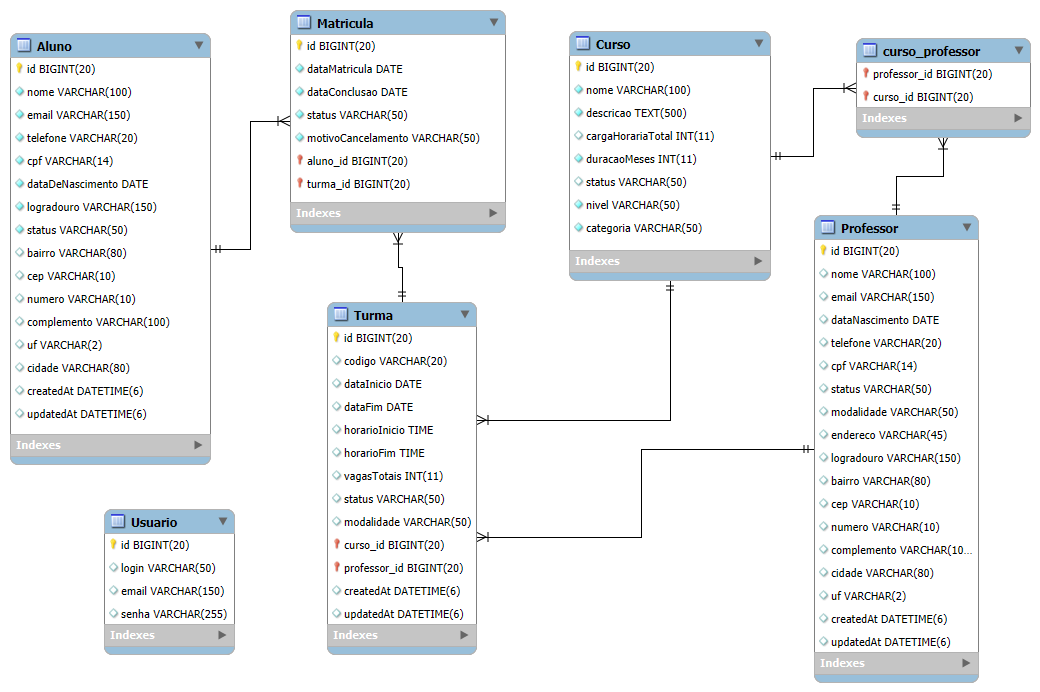 Aluno
id BIGINT(20)
nome VARCHAR(100)
email VARCHAR(150)
telefone VARCHAR(20)
cpf VARCHAR(14)
dataDeNascimento DATE
logradouro VARCHAR(150)
status VARCHAR(50)
bairro VARCHAR(80)
cep VARCHAR(10)
numero VARCHAR(10)
complemento VARCHAR(100)
uf VARCHAR(2)
cidade VARCHAR(80)
createdAt DATETIME(6)
updatedAt DATETIME(6)
Indexes
Matricula
id BIGINT(20)
dataMatricula DATE
dataConclusao DATE
status VARCHAR(50)
motivoCancelamento VARCHAR(50)
aluno_id BIGINT(20)
turma_id BIGINT(20)
Indexes
Curso
id BIGINT(20)
nome VARCHAR(100)
descricao TEXT(500)
cargaHorariaTotal INT(11)
duracaoMeses INT(11)
status VARCHAR(50)
nivel VARCHAR(50)
categoria VARCHAR(50)
Indexes
curso_professor
professor_id BIGINT(20)
curso_id BIGINT(20)
Indexes
Turma
id BIGINT(20)
codigo VARCHAR(20)
dataInicio DATE
dataFim DATE
horarioInicio TIME
horarioFim TIME
vagasTotais INT(11)
status VARCHAR(50)
modalidade VARCHAR(50)
curso_id BIGINT(20)
professor_id BIGINT(20)
createdAt DATETIME(6)
updatedAt DATETIME(6)
Indexes
Professor
id BIGINT(20)
nome VARCHAR(100)
email VARCHAR(150)
dataNascimento DATE
telefone VARCHAR(20)
cpf VARCHAR(14)
status VARCHAR(50)
modalidade VARCHAR(50)
endereco VARCHAR(45)
logradouro VARCHAR(150)
bairro VARCHAR(80)
cep VARCHAR(10)
numero VARCHAR(10)
complemento VARCHAR(10...
cidade VARCHAR(80)
uf VARCHAR(2)
createdAt DATETIME(6)
updatedAt DATETIME(6)
Indexes
Usuario
id BIGINT(20)
login VARCHAR(50)
email VARCHAR(150)
senha VARCHAR(255)
Indexes